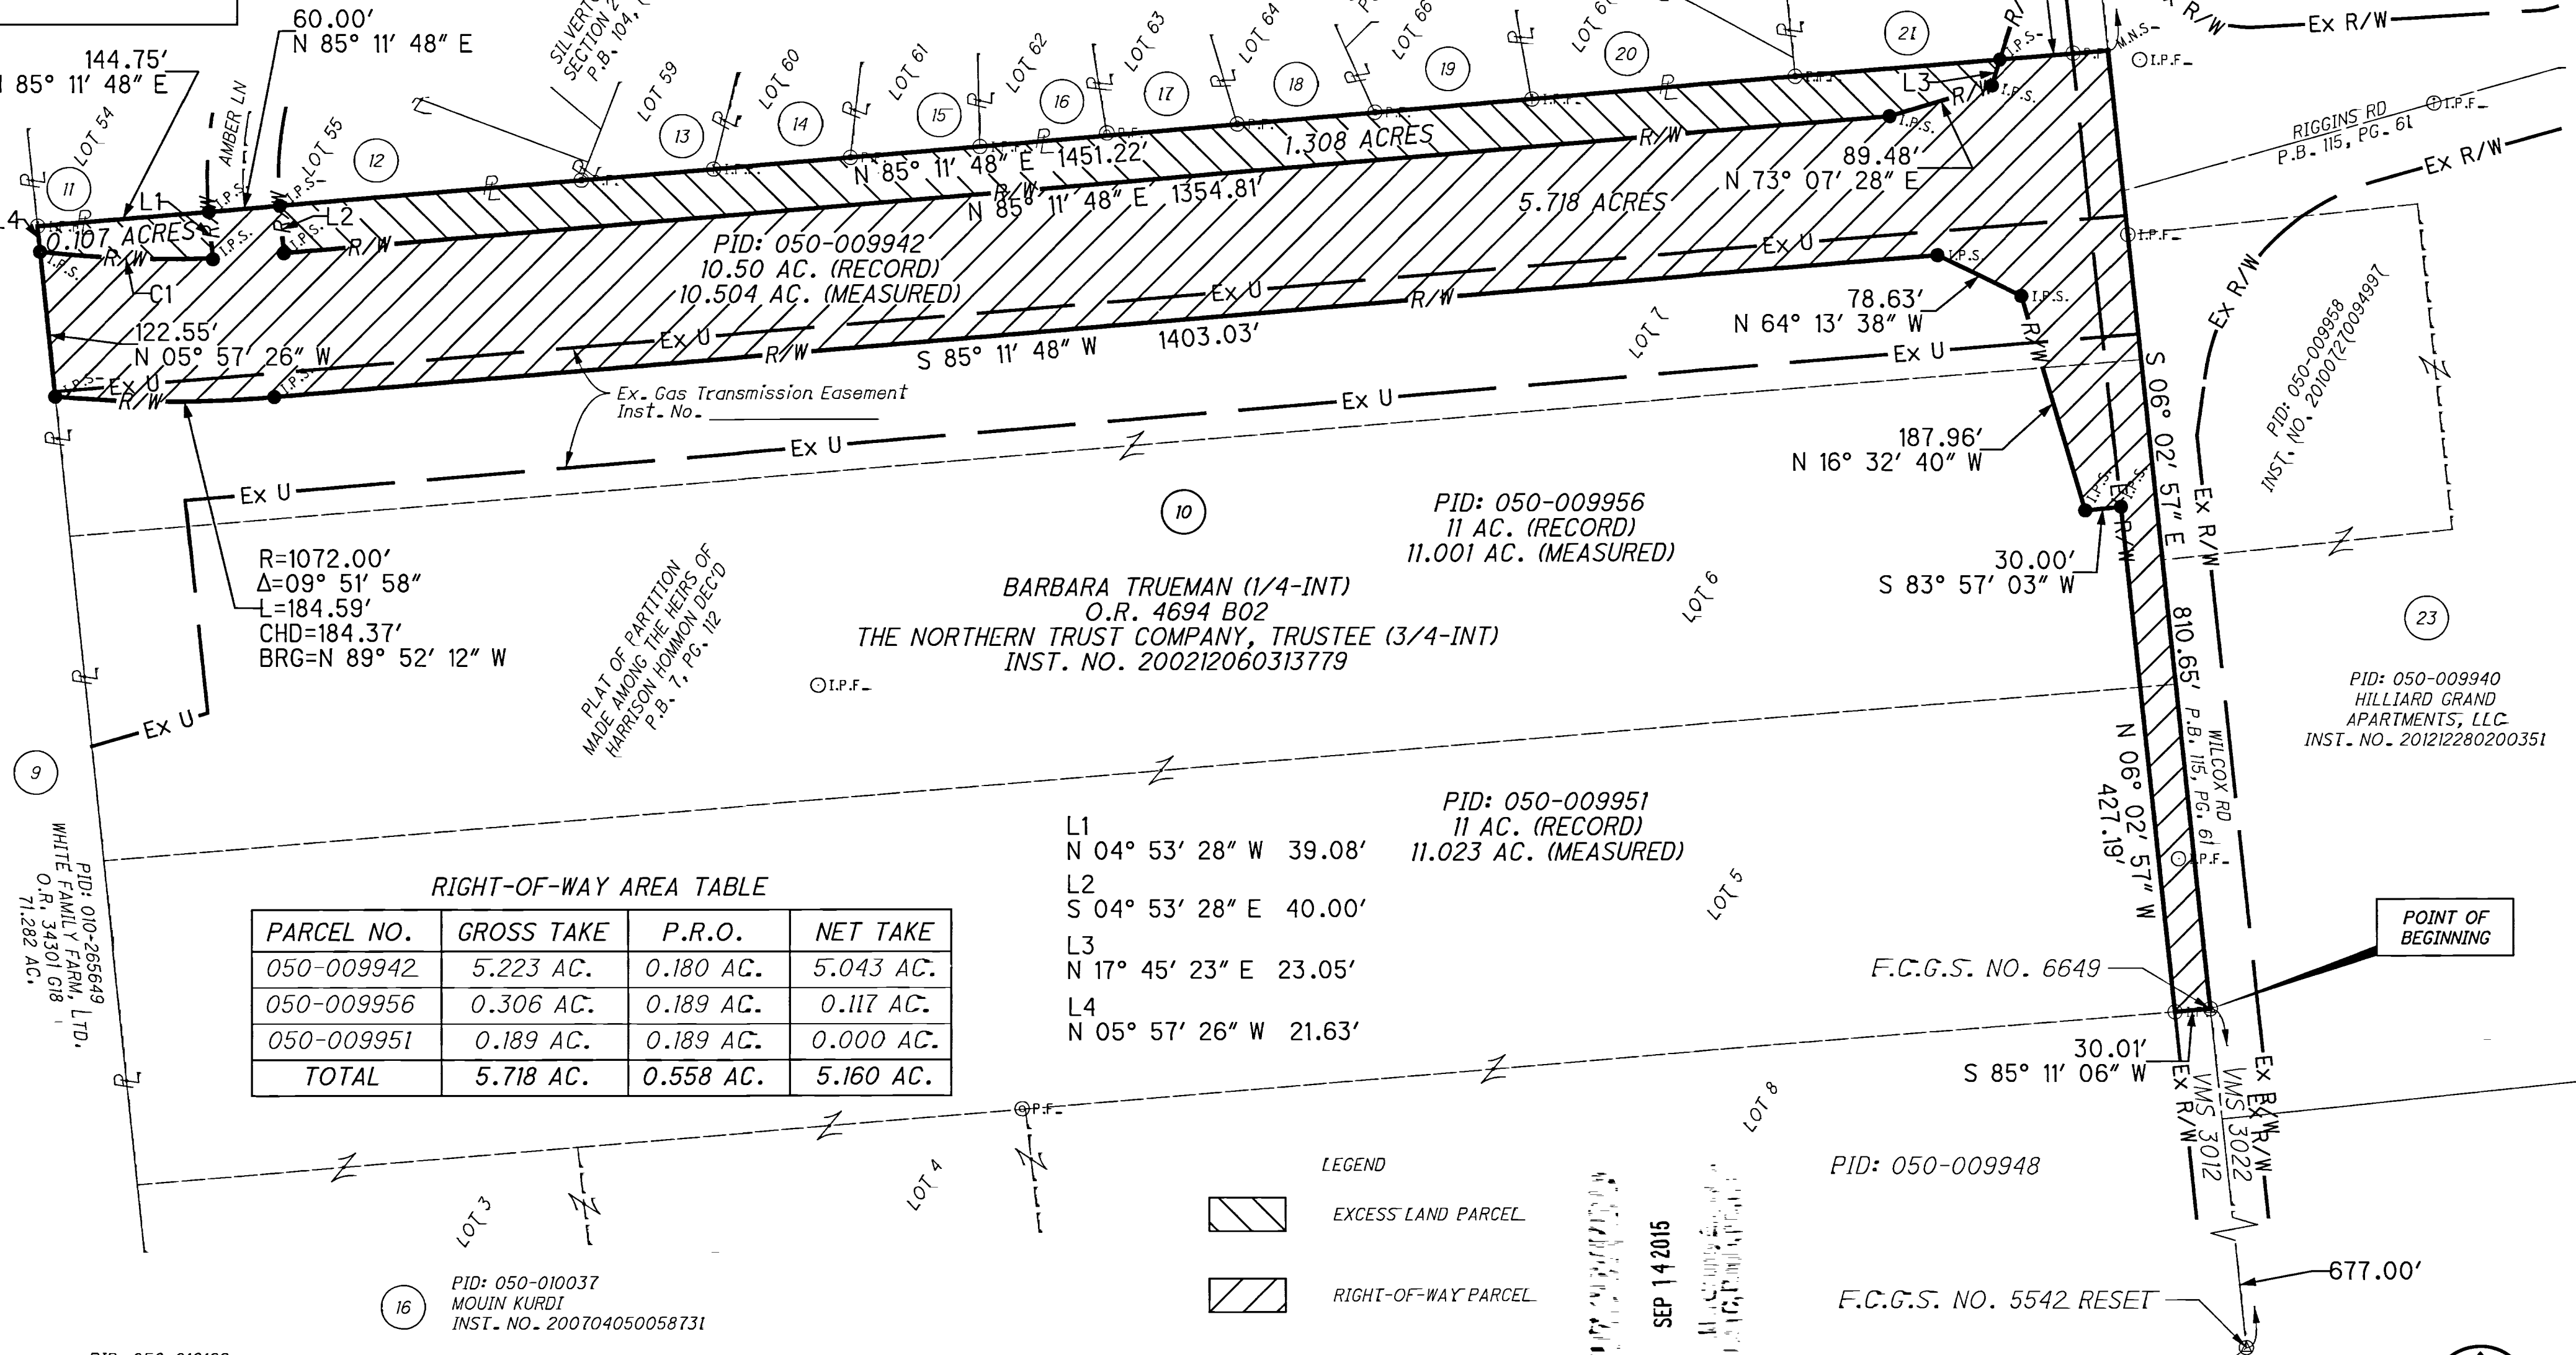 60.00'
N 85° 11' 48" E
144.75'
85° 11' 48" E
SECTION 2
P.B. 104,
LOT 54
AMBER LN
LOT 55
LOT 59
LOT 60
LOT 61
LOT 62
LOT 63
LOT 64
LOT 66
11
12
13
14
15
16
17
18
19
20
21
L1
L2
L3
C1
0.107 ACRES
N 85° 11' 48" E 1451.22'
1.308 ACRES
N 85° 11' 48" E 1354.81'
5.718 ACRES
89.48'
N 73° 07' 28" E
M.N.S.
I.P.F.
Ex R/W
Ex R/W
RIGGINS RD
P.B. 115, PG. 61
I.P.F.
Ex R/W
I.P.F.
Ex R/W
PID: 050-009942
10.50 AC. (RECORD)
10.504 AC. (MEASURED)
122.55'
N 05° 57' 26" W
Ex U
R/W
Ex U
R/W
Ex U
R/W
Ex U
S 85° 11' 48" W 1403.03'
78.63'
N 64° 13' 38" W
LOT 7
Ex. Gas Transmission Easement
Inst. No.
Ex U
Ex U
Ex U
Ex U
Ex U
187.96'
N 16° 32' 40" W
S 06° 02' 57" E 810.65'
PID: 050-009958
INST. NO. 201007270094997
10
PID: 050-009956
11 AC. (RECORD)
11.001 AC. (MEASURED)
30.00'
S 83° 57' 03" W
R=1072.00'
Δ=09° 51' 58"
L=184.59'
CHD=184.37'
BRG=N 89° 52' 12" W
PLAT OF PARTITION
MADE AMONG THE HEIRS OF
HARRISON HOMMON DEC'D
P.B. 7, PG. 112
BARBARA TRUEMAN (1/4-INT)
O.R. 4694 B02
THE NORTHERN TRUST COMPANY, TRUSTEE (3/4-INT)
INST. NO. 200212060313779
I.P.F.
LOT 6
23
PID: 050-009940
HILLIARD GRAND
APARTMENTS, LLC
INST. NO. 201212280200351
WILCOX RD
P.B. 115, PG. 61
N 06° 02' 57" W
427.19'
I.P.F.
9
PID: 010-265649
WHITE FAMILY FARM, LTD.
O.R. 34301 G18
71.282 AC.
L1
N 04° 53' 28" W 39.08'
L2
S 04° 53' 28" E 40.00'
L3
N 17° 45' 23" E 23.05'
L4
N 05° 57' 26" W 21.63'
PID: 050-009951
11 AC. (RECORD)
11.023 AC. (MEASURED)
LOT 5
RIGHT-OF-WAY AREA TABLE
PARCEL NO. GROSS TAKE P.R.O. NET TAKE
050-009942 5.223 AC. 0.180 AC. 5.043 AC.
050-009956 0.306 AC. 0.189 AC. 0.117 AC.
050-009951 0.189 AC. 0.189 AC. 0.000 AC.
TOTAL 5.718 AC. 0.558 AC. 5.160 AC.
POINT OF
BEGINNING
F.C.G.S. NO. 6649
30.01'
S 85° 11' 06" W
Ex R/W
VMS 3012
VMS 3022
Ex R/W
Ex R/W
LOT 3
LOT 4
LOT 8
LEGEND
EXCESS LAND PARCEL
RIGHT-OF-WAY PARCEL
SEP 14 2015
PID: 050-009948
677.00'
F.C.G.S. NO. 5542 RESET
16
PID: 050-010037
MOUIN KURDI
INST. NO. 200704050058731